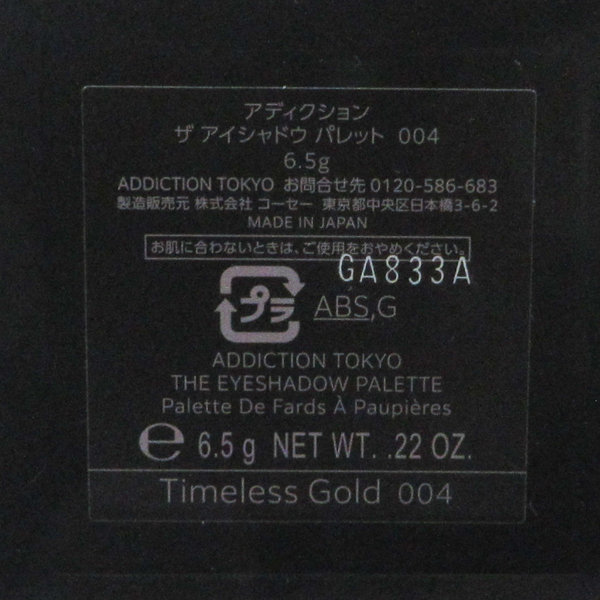 アディクション
ザ アイシャドウ パレット 004
6.5g
ADDICTION TOKYO お問合せ先 0120-586-683
製造販売元 株式会社 コーセー 東京都中央区日本橋3-6-2
MADE IN JAPAN
お肌に合わないときは、ご使用をおやめください。
GA833A
プラ ABS,G
ADDICTION TOKYO
THE EYESHADOW PALETTE
Palette De Fards À Paupières
℮ 6.5 g NET WT. .22 OZ.
Timeless Gold 004